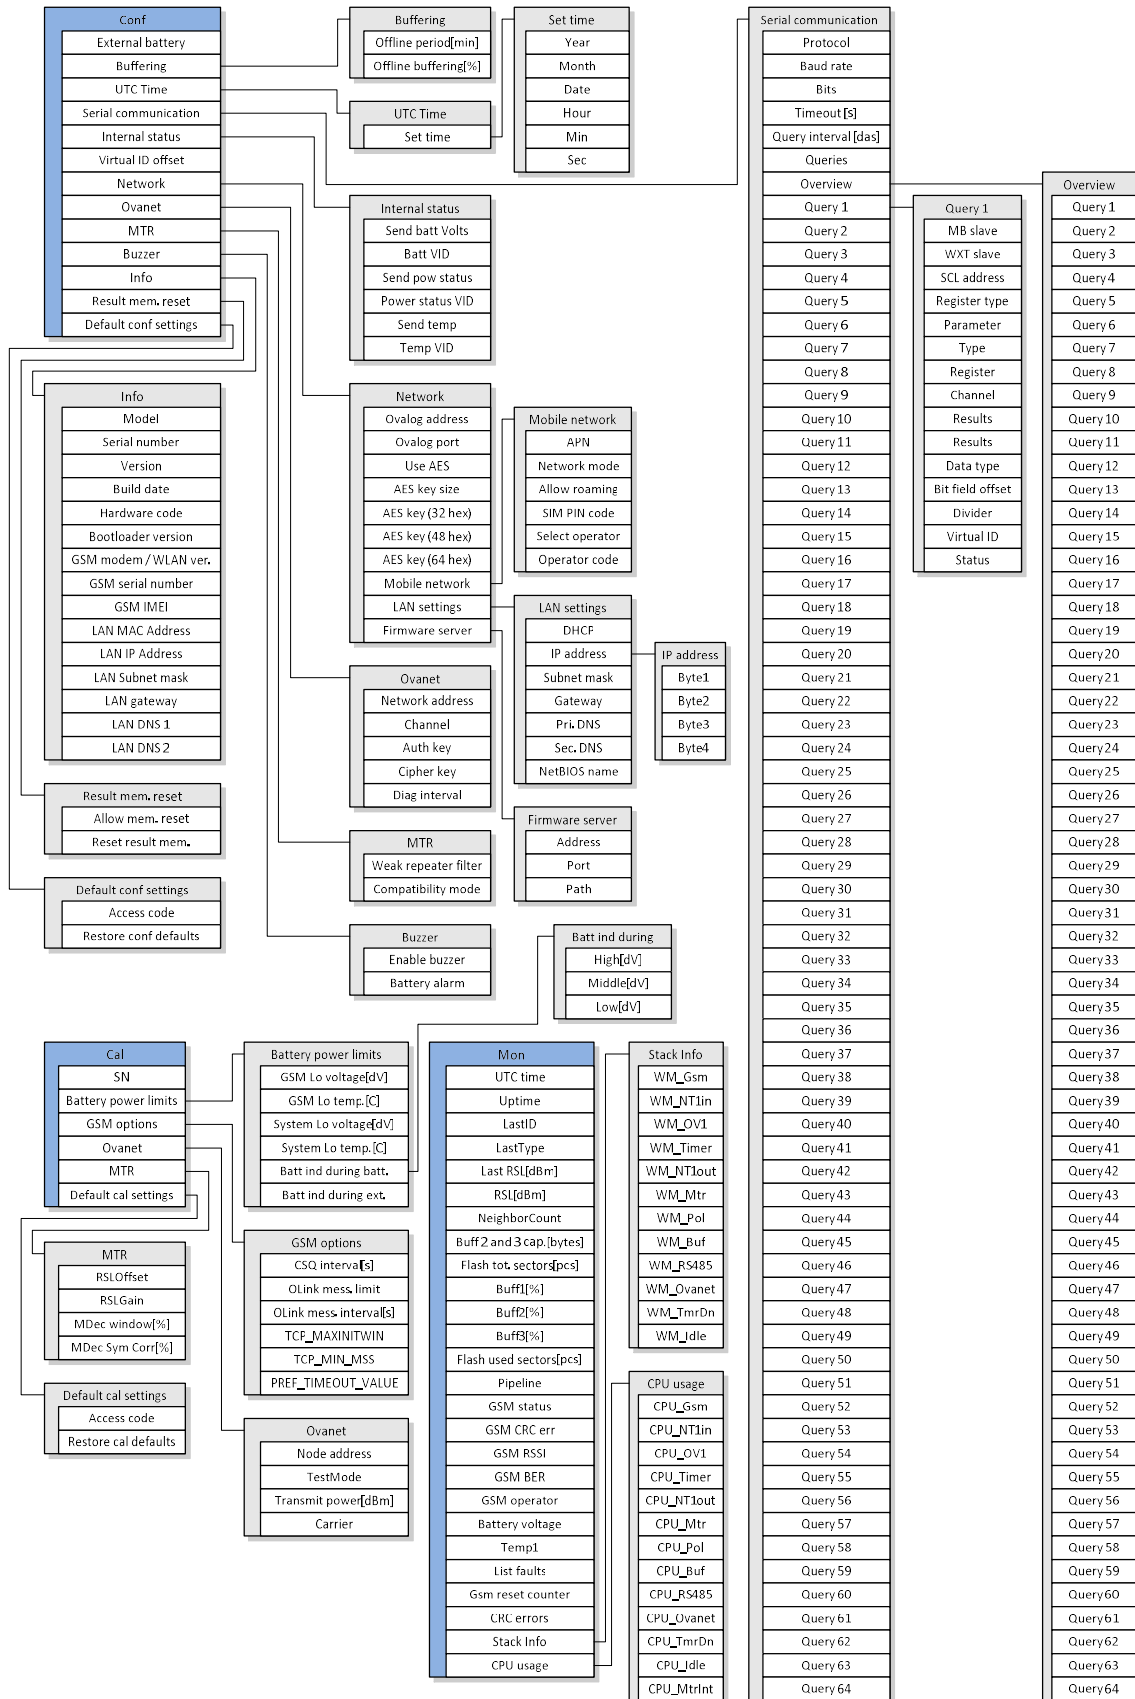 Conf
External battery
Buffering
UTC Time
Serial communication
Internal status
Virtual ID offset
Network
Ovanet
MTR
Buzzer
Info
Result mem. reset
Default conf settings
Buffering
Offline period[min]
Offline buffering[%]
UTC Time
Set time
Set time
Year
Month
Date
Hour
Min
Sec
Internal status
Send batt Volts
Batt VID
Send pow status
Power status VID
Send temp
Temp VID
Info
Model
Serial number
Version
Build date
Hardware code
Bootloader version
GSM modem / WLAN ver.
GSM serial number
GSM IMEI
LAN MAC Address
LAN IP Address
LAN Subnet mask
LAN gateway
LAN DNS 1
LAN DNS 2
Network
Ovalog address
Ovalog port
Use AES
AES key size
AES key (32 hex)
AES key (48 hex)
AES key (64 hex)
Mobile network
LAN settings
Firmware server
Mobile network
APN
Network mode
Allow roaming
SIM PIN code
Select operator
Operator code
LAN settings
DHCP
IP address
Subnet mask
Gateway
Pri. DNS
Sec. DNS
NetBIOS name
IP address
Byte1
Byte2
Byte3
Byte4
Ovanet
Network address
Channel
Auth key
Cipher key
Diag interval
Firmware server
Address
Port
Path
Result mem. reset
Allow mem. reset
Reset result mem.
MTR
Weak repeater filter
Compatibility mode
Default conf settings
Access code
Restore conf defaults
Buzzer
Enable buzzer
Battery alarm
Batt ind during
High[dV]
Middle[dV]
Low[dV]
Serial communication
Protocol
Baud rate
Bits
Timeout [s]
Query interval [das]
Queries
Overview
Query 1
Query 2
Query 3
Query 4
Query 5
Query 6
Query 7
Query 8
Query 9
Query 10
Query 11
Query 12
Query 13
Query 14
Query 15
Query 16
Query 17
Query 18
Query 19
Query 20
Query 21
Query 22
Query 23
Query 24
Query 25
Query 26
Query 27
Query 28
Query 29
Query 30
Query 31
Query 32
Query 33
Query 34
Query 35
Query 36
Query 37
Query 38
Query 39
Query 40
Query 41
Query 42
Query 43
Query 44
Query 45
Query 46
Query 47
Query 48
Query 49
Query 50
Query 51
Query 52
Query 53
Query 54
Query 55
Query 56
Query 57
Query 58
Query 59
Query 60
Query 61
Query 62
Query 63
Query 64
Query 1
MB slave
WXT slave
SCL address
Register type
Parameter
Type
Register
Channel
Results
Results
Data type
Bit field offset
Divider
Virtual ID
Status
Overview
Query 1
Query 2
Query 3
Query 4
Query 5
Query 6
Query 7
Query 8
Query 9
Query 10
Query 11
Query 12
Query 13
Query 14
Query 15
Query 16
Query 17
Query 18
Query 19
Query 20
Query 21
Query 22
Query 23
Query 24
Query 25
Query 26
Query 27
Query 28
Query 29
Query 30
Query 31
Query 32
Query 33
Query 34
Query 35
Query 36
Query 37
Query 38
Query 39
Query 40
Query 41
Query 42
Query 43
Query 44
Query 45
Query 46
Query 47
Query 48
Query 49
Query 50
Query 51
Query 52
Query 53
Query 54
Query 55
Query 56
Query 57
Query 58
Query 59
Query 60
Query 61
Query 62
Query 63
Query 64
Cal
SN
Battery power limits
GSM options
Ovanet
MTR
Default cal settings
Battery power limits
GSM Lo voltage[dV]
GSM Lo temp.[C]
System Lo voltage[dV]
System Lo temp.[C]
Batt ind during batt.
Batt ind during ext.
MTR
RSLOffset
RSLGain
MDec window[%]
MDec Sym Corr[%]
GSM options
CSQ interval[s]
OLink mess. limit
OLink mess. interval[s]
TCP_MAXINITWIN
TCP_MIN_MSS
PREF_TIMEOUT_VALUE
Default cal settings
Access code
Restore cal defaults
Ovanet
Node address
TestMode
Transmit power[dBm]
Carrier
Mon
UTC time
Uptime
LastID
LastType
Last RSL[dBm]
RSL[dBm]
NeighborCount
Buff 2 and 3 cap.[bytes]
Flash tot. sectors[pcs]
Buff1[%]
Buff2[%]
Buff3[%]
Flash used sectors[pcs]
Pipeline
GSM status
GSM CRC err
GSM RSSI
GSM BER
GSM operator
Battery voltage
Temp1
List faults
Gsm reset counter
CRC errors
Stack Info
CPU usage
Stack Info
WM_Gsm
WM_NT1in
WM_OV1
WM_Timer
WM_NT1out
WM_Mtr
WM_Pol
WM_Buf
WM_RS485
WM_Ovanet
WM_TmrDn
WM_Idle
CPU usage
CPU_Gsm
CPU_NT1in
CPU_OV1
CPU_Timer
CPU_NT1out
CPU_Mtr
CPU_Pol
CPU_Buf
CPU_RS485
CPU_Ovanet
CPU_TmrDn
CPU_Idle
CPU_MtrInt